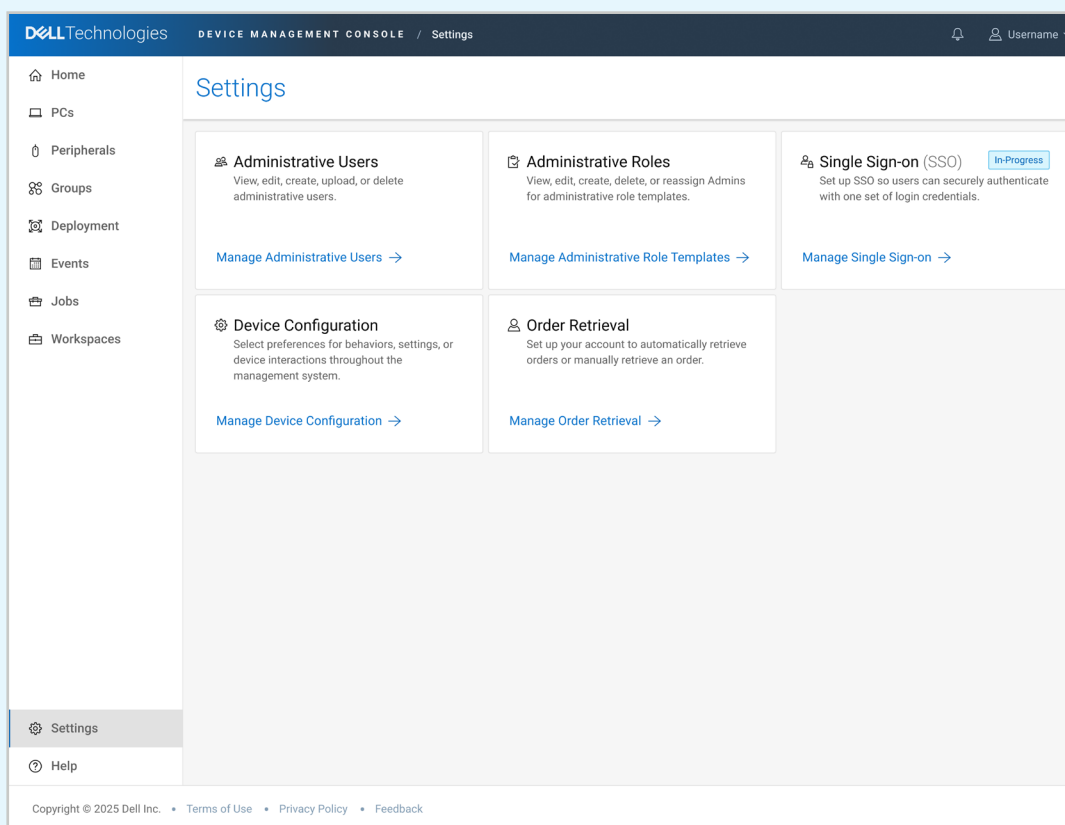 DELLTechnologies DEVICE MANAGEMENT CONSOLE / Settings Username
Home
PCs
Peripherals
Groups
Deployment
Events
Jobs
Workspaces
Settings
Help
Settings
Administrative Users
View, edit, create, upload, or delete
administrative users.
Manage Administrative Users →
Administrative Roles
View, edit, create, delete, or reassign Admins
for administrative role templates.
Manage Administrative Role Templates →
Single Sign-on (SSO) In-Progress
Set up SSO so users can securely authenticate
with one set of login credentials.
Manage Single Sign-on →
Device Configuration
Select preferences for behaviors, settings, or
device interactions throughout the
management system.
Manage Device Configuration →
Order Retrieval
Set up your account to automatically retrieve
orders or manually retrieve an order.
Manage Order Retrieval →
Copyright © 2025 Dell Inc. • Terms of Use • Privacy Policy • Feedback